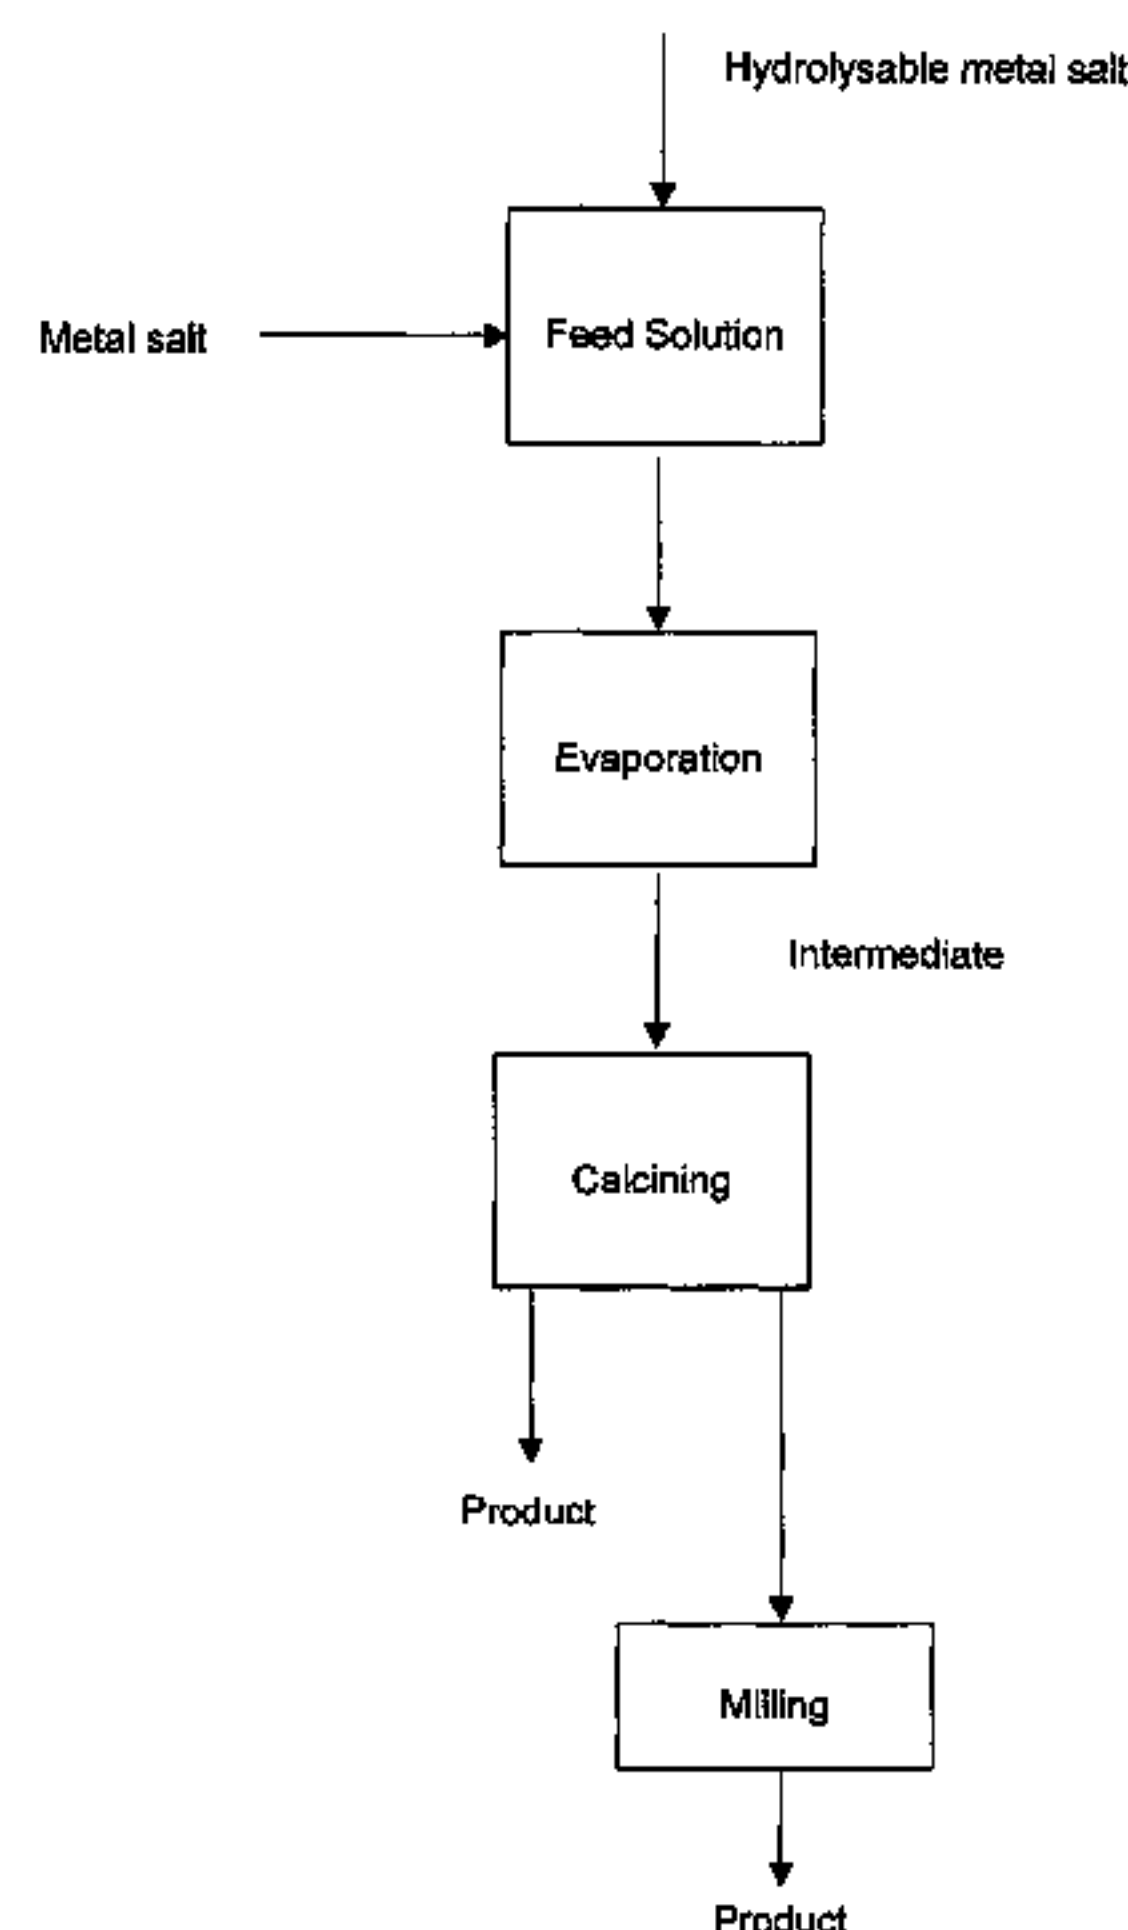 Hydrolysable metal salt
Metal salt
Feed Solution
Evaporation
Intermediate
Calcining
Product
Milling
Product